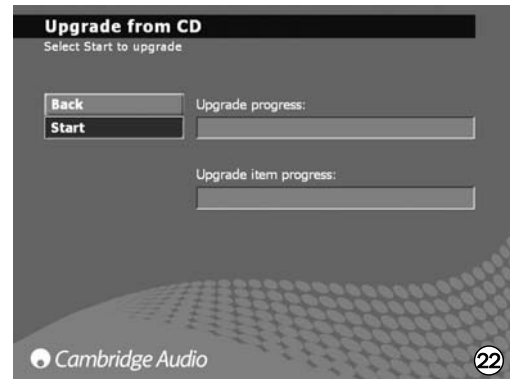 Upgrade from CD
Select Start to upgrade
Back
Start
Upgrade progress:
Upgrade item progress:
Cambridge Audio
22